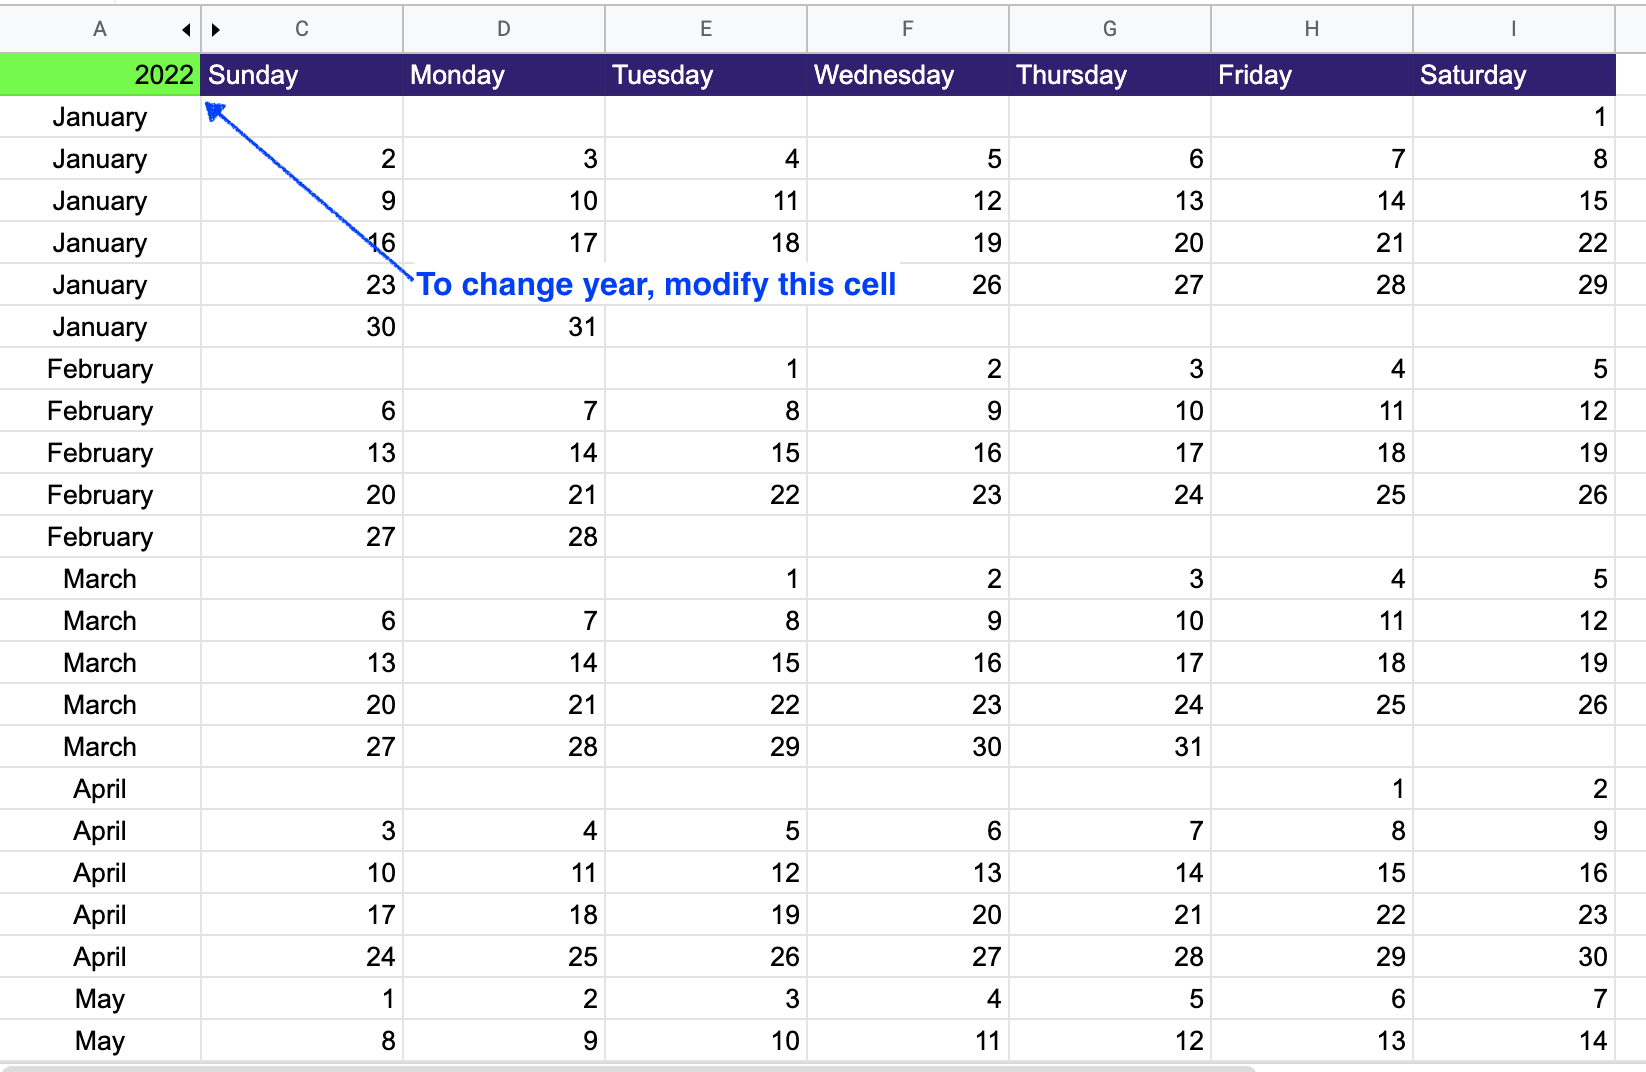 A C D E F G H I
2022 Sunday Monday Tuesday Wednesday Thursday Friday Saturday
January 1
January 2 3 4 5 6 7 8
January 9 10 11 12 13 14 15
January 16 17 18 19 20 21 22
January 23 To change year, modify this cell 26 27 28 29
January 30 31
February 1 2 3 4 5
February 6 7 8 9 10 11 12
February 13 14 15 16 17 18 19
February 20 21 22 23 24 25 26
February 27 28
March 1 2 3 4 5
March 6 7 8 9 10 11 12
March 13 14 15 16 17 18 19
March 20 21 22 23 24 25 26
March 27 28 29 30 31
April 1 2
April 3 4 5 6 7 8 9
April 10 11 12 13 14 15 16
April 17 18 19 20 21 22 23
April 24 25 26 27 28 29 30
May 1 2 3 4 5 6 7
May 8 9 10 11 12 13 14